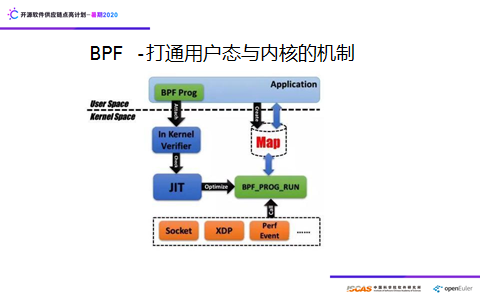 开源软件供应链点亮计划-暑期2020
BPF -打通用户态与内核的机制
Application
BPF Prog
User Space
Kernel Space
In Kernel
Verifier
Map
JIT
Optimize
BPF_PROG_RUN
Call
Socket
XDP
Perf
Event
......
ISCAS 中国科学院软件研究所
openEuler